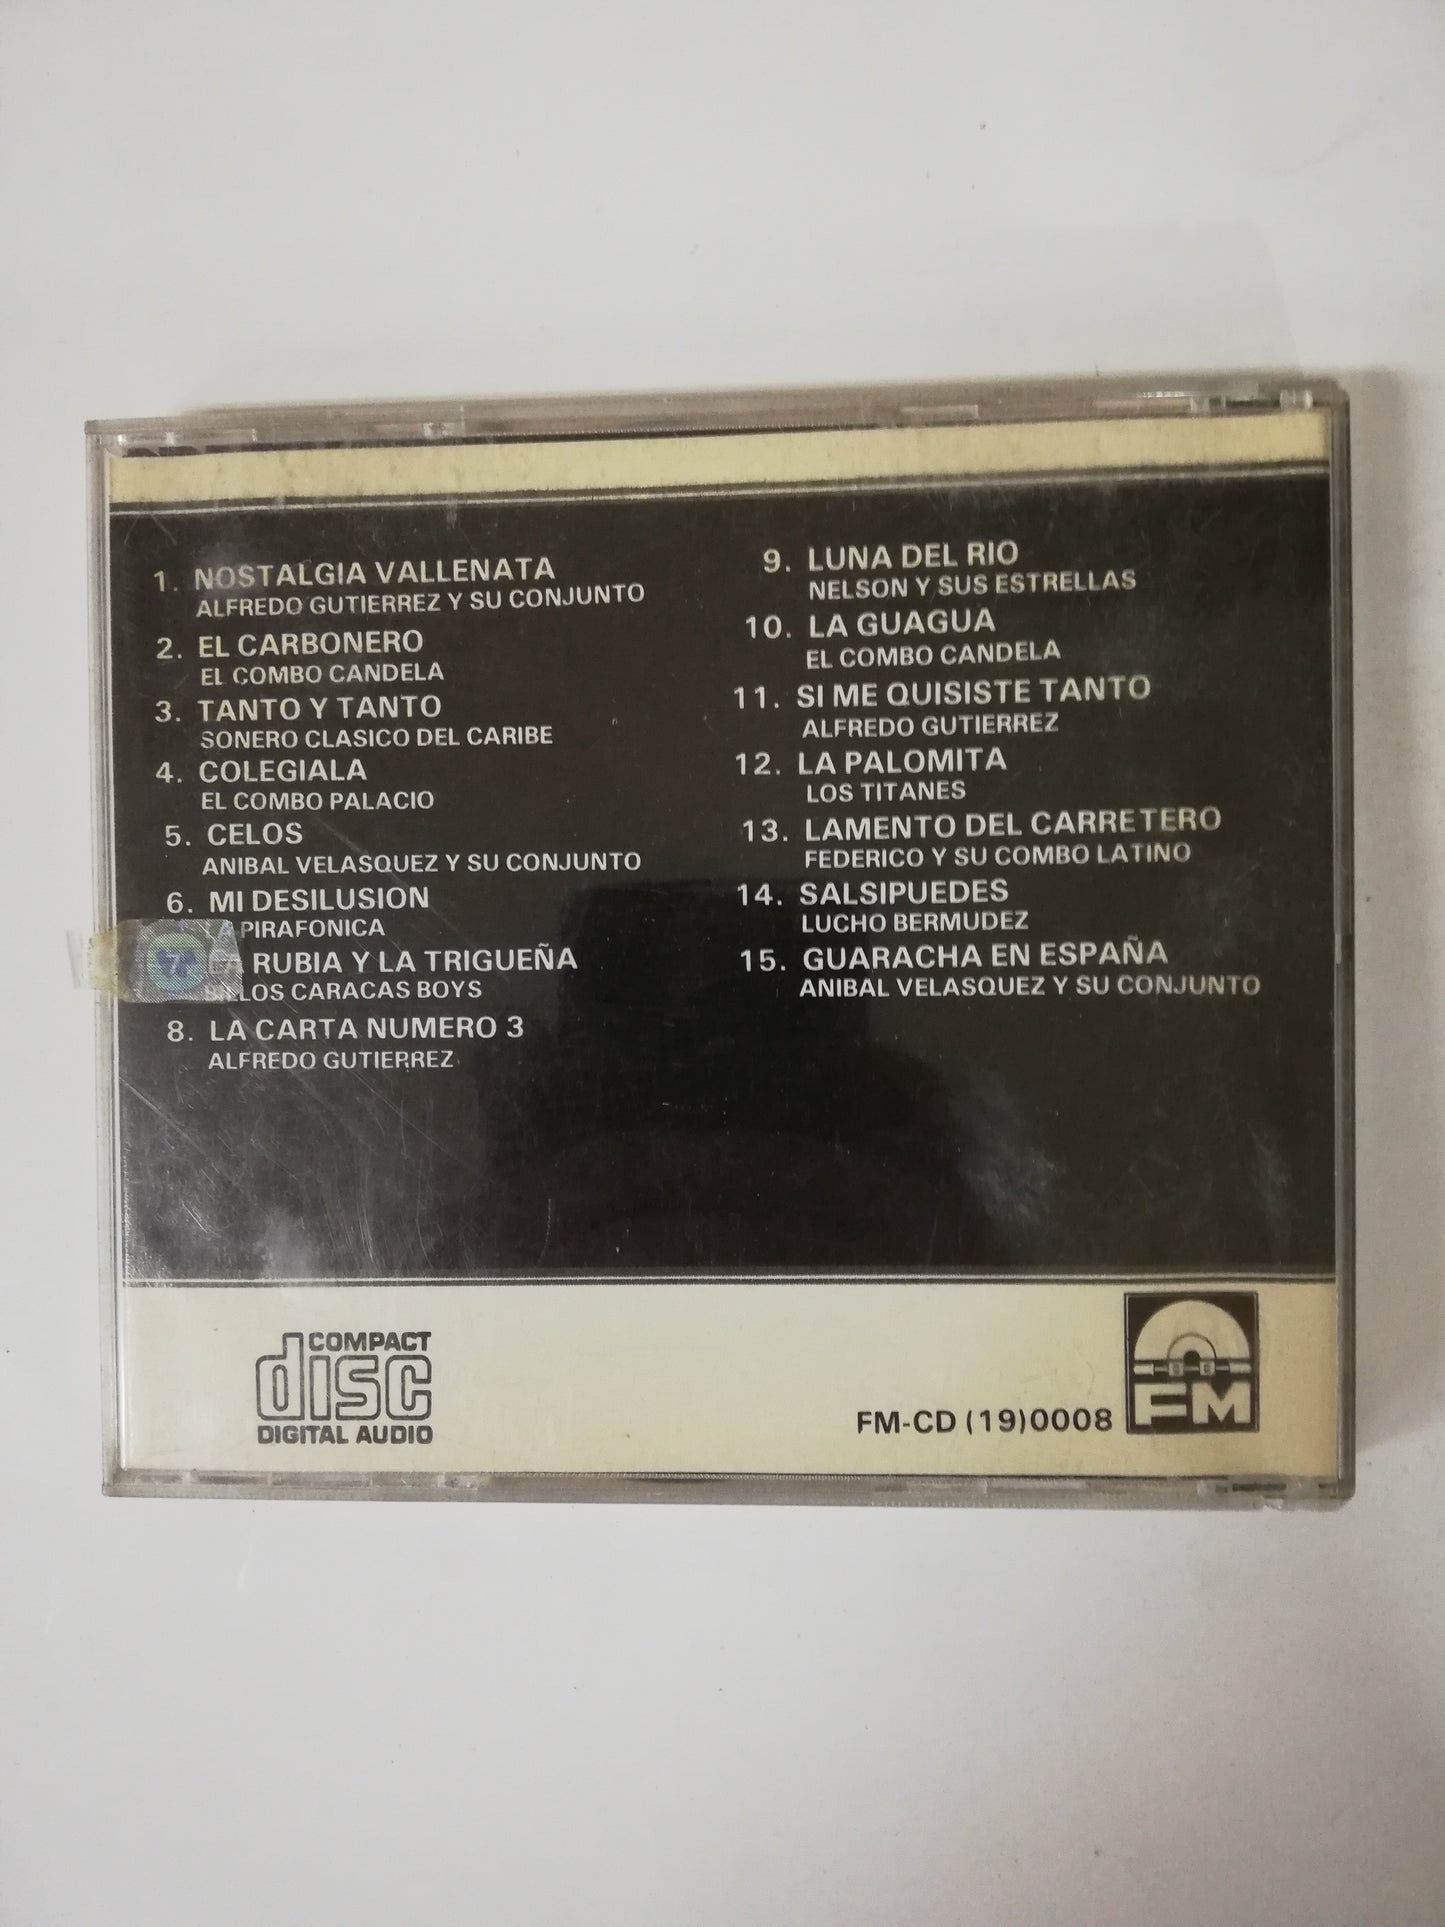 1. NOSTALGIA VALLENATA
ALFREDO GUTIERREZ Y SU CONJUNTO
2. EL CARBONERO
EL COMBO CANDELA
3. TANTO Y TANTO
SONERO CLASICO DEL CARIBE
4. COLEGIALA
EL COMBO PALACIO
5. CELOS
ANIBAL VELASQUEZ Y SU CONJUNTO
6. MI DESILUSION
LA PIRAFONICA
LA RUBIA Y LA TRIGUEÑA
BILLOS CARACAS BOYS
8. LA CARTA NUMERO 3
ALFREDO GUTIERREZ
9. LUNA DEL RIO
NELSON Y SUS ESTRELLAS
10. LA GUAGUA
EL COMBO CANDELA
11. SI ME QUISISTE TANTO
ALFREDO GUTIERREZ
12. LA PALOMITA
LOS TITANES
13. LAMENTO DEL CARRETERO
FEDERICO Y SU COMBO LATINO
14. SALSIPUEDES
LUCHO BERMUDEZ
15. GUARACHA EN ESPAÑA
ANIBAL VELASQUEZ Y SU CONJUNTO
COMPACT
disc
DIGITAL AUDIO
FM-CD (19)0008
FM